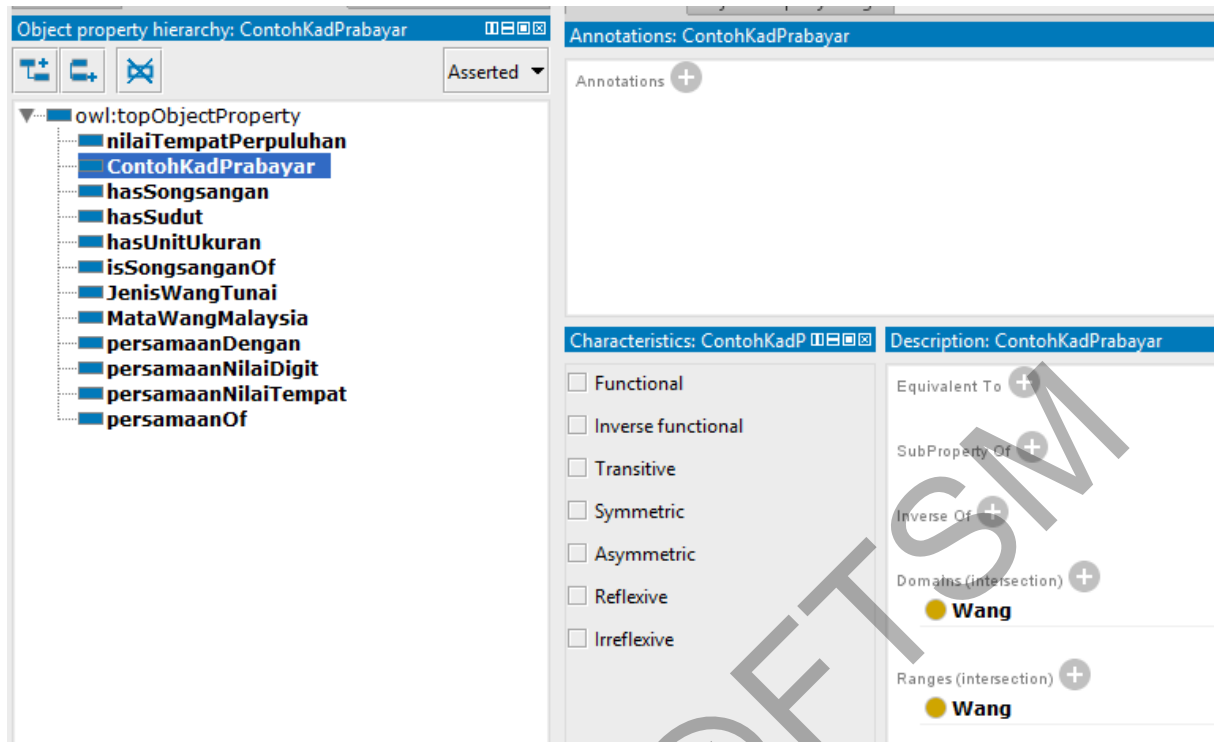 Object property hierarchy: ContohKadPrabayar
Asserted
owl:topObjectProperty
nilaiTempatPerpuluhan
ContohKadPrabayar
hasSongsangan
hasSudut
hasUnitUkuran
isSongsanganOf
JenisWangTunai
MataWangMalaysia
persamaanDengan
persamaanNilaiDigit
persamaanNilaiTempat
persamaanOf
Annotations: ContohKadPrabayar
Annotations
Characteristics: ContohKadP
Functional
Inverse functional
Transitive
Symmetric
Asymmetric
Reflexive
Irreflexive
Description: ContohKadPrabayar
Equivalent To
SubProperty Of
Inverse Of
Domains (intersection)
Wang
Ranges (intersection)
Wang
FTSM